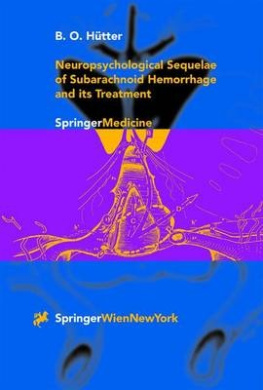 B. O. Hütter
Neuropsychological Sequelae
of Subarachnoid Hemorrhage
and its Treatment
SpringerMedicine
SpringerWienNewYork